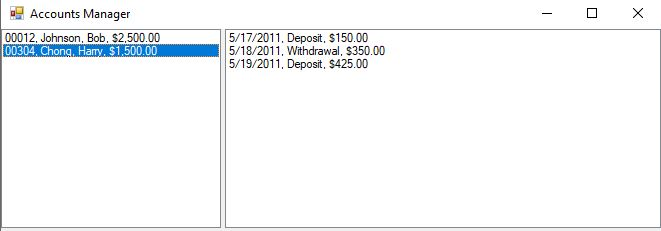 Accounts Manager
00012, Johnson, Bob, $2,500.00
00304, Chong, Harry, $1,500.00
5/17/2011, Deposit, $150.00
5/18/2011, Withdrawal, $350.00
5/19/2011, Deposit, $425.00